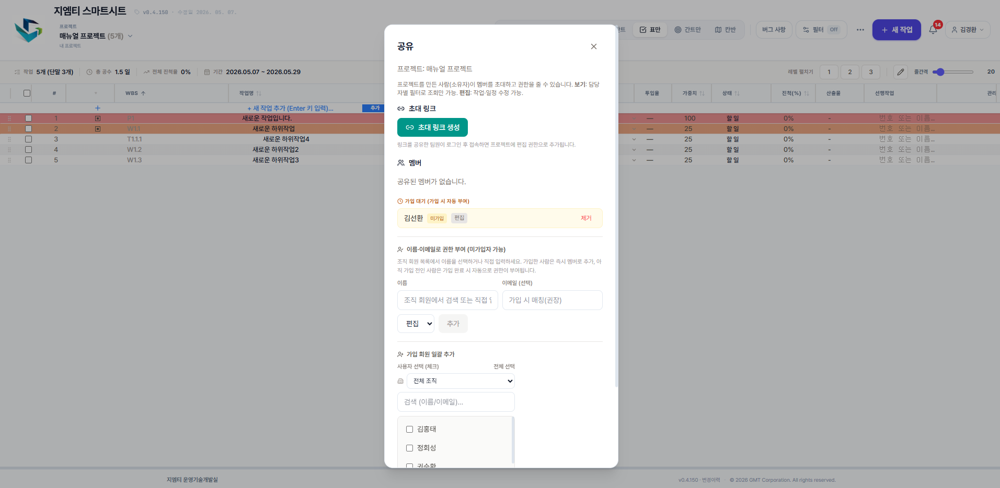 지엠티 스마트시트
v0.4.150 · 수정일 2026. 05. 07.
프로젝트
매뉴얼 프로젝트 (5개)
내 프로젝트
표만
간트만
칸반
버그 사항
필터 Off
+ 새 작업
14
김경환
작업 5개 (단말 3개)
총 공수 1.5 일
전체 진척율 0%
기간 2026.05.07 ~ 2026.05.29
레벨 펼치기 1 2 3
줄간격 20
# WBS 작업명 투입율 가중치 상태 진척(%) 산출물 선행작업 관리
+ 새 작업 추가 (Enter 키 입력)... 추가
1 P1 새로운 작업입니다. — 100 할 일 0% 번호 또는 이름...
2 W1.1 새로운 하위작업 — 25 할 일 0% - 번호 또는 이름...
3 T1.1.1 새로운 하위작업4 — 25 할 일 0% - 번호 또는 이름...
4 W1.2 새로운 하위작업2 — 25 할 일 0% - 번호 또는 이름...
5 W1.3 새로운 하위작업3 — 25 할 일 0% - 번호 또는 이름...
공유
프로젝트: 매뉴얼 프로젝트
프로젝트를 만든 사람(소유자)이 멤버를 초대하고 권한을 줄 수 있습니다. 보기: 담당
자별 필터로 조회만 가능. 편집: 작업·일정 수정 가능.
초대 링크
초대 링크 생성
링크를 공유한 팀원이 로그인 후 접속하면 프로젝트에 편집 권한으로 추가됩니다.
멤버
공유된 멤버가 없습니다.
가입 대기 (가입 시 자동 부여)
김선환 미가입 편집 제거
이름·이메일로 권한 부여 (미가입자 가능)
조직 회원 목록에서 이름을 선택하거나 직접 입력하세요. 가입한 사람은 즉시 멤버로 추가, 아
직 가입 전인 사람은 가입 완료 시 자동으로 권한이 부여됩니다.
이름 이메일 (선택)
조직 회원에서 검색 또는 직접 가입 시 매칭(권장)
편집 추가
가입 회원 일괄 추가
사용자 선택 (체크) 전체 선택
전체 조직
검색 (이름/이메일)...
김홍태
정회성
지엠티 운영기술개발실
v0.4.150 · 변경이력 · © 2026 GMT Corporation. All rights reserved.